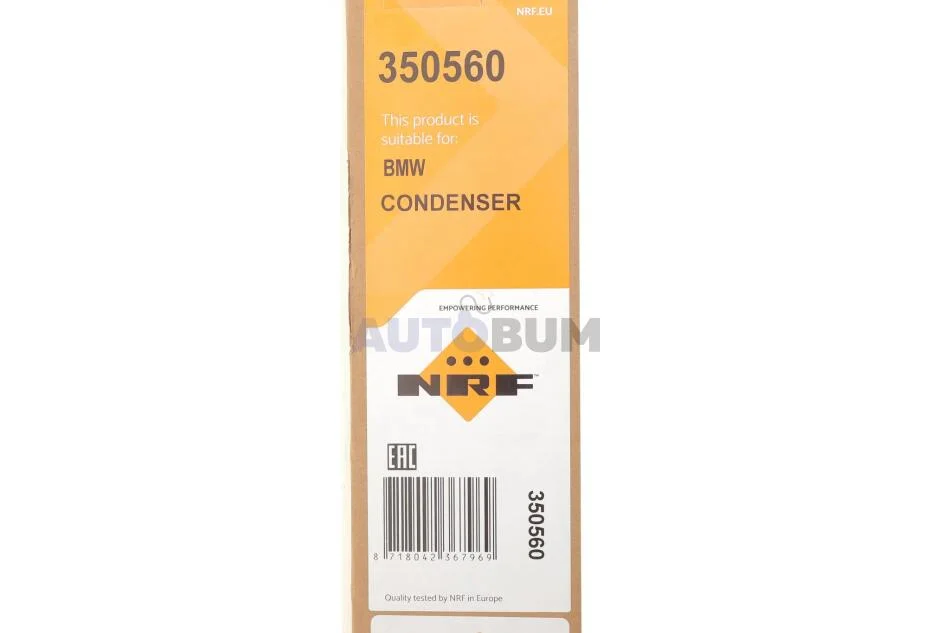 NRF.EU
350560
This product is
suitable for:
BMW
CONDENSER
EMPOWERING PERFORMANCE
AUTOBUM
NRF™
EAC
350560
8 718042 367969
Quality tested by NRF in Europe